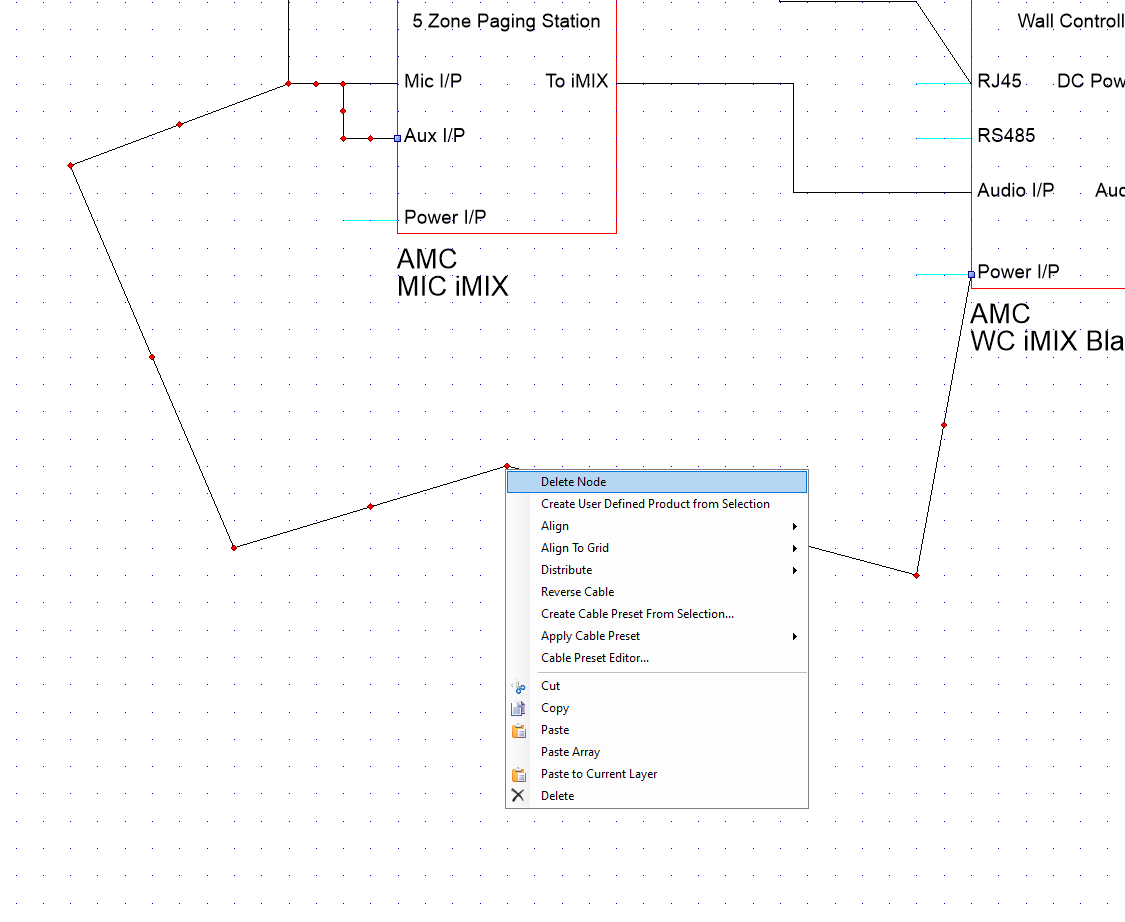 5 Zone Paging Station
Mic I/P
To iMIX
Aux I/P
Power I/P
AMC
MIC iMIX
Wall Controll
RJ45
DC Pow
RS485
Audio I/P
Auc
Power I/P
AMC
WC iMIX Bla
Delete Node
Create User Defined Product from Selection
Align
Align To Grid
Distribute
Reverse Cable
Create Cable Preset From Selection...
Apply Cable Preset
Cable Preset Editor...
Cut
Copy
Paste
Paste Array
Paste to Current Layer
Delete